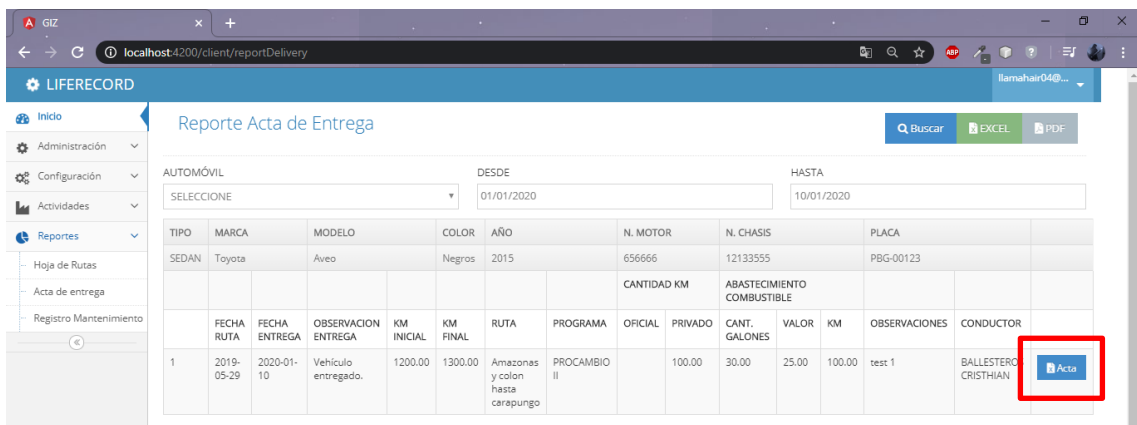 GIZ
localhost:4200/client/reportDelivery
ABP
LIFERECORD
llamahair04@...
Inicio
Administración
Configuración
Actividades
Reportes
Hoja de Rutas
Acta de entrega
Registro Mantenimiento
Reporte Acta de Entrega
Buscar
EXCEL
PDF
AUTOMÓVIL DESDE HASTA
SELECCIONE 01/01/2020 10/01/2020
TIPO MARCA MODELO COLOR AÑO N. MOTOR N. CHASIS PLACA
SEDAN Toyota Aveo Negros 2015 656666 12133555 PBG-00123
CANTIDAD KM ABASTECIMIENTO
COMBUSTIBLE
FECHA FECHA OBSERVACION KM KM RUTA PROGRAMA OFICIAL PRIVADO CANT. VALOR KM OBSERVACIONES CONDUCTOR
RUTA ENTREGA ENTREGA INICIAL FINAL GALONES
1 2019- 2020-01- Vehículo 1200.00 1300.00 Amazonas PROCAMBIO 100.00 30.00 25.00 100.00 test 1 BALLESTERO
05-29 10 entregado. y colon II CRISTHIAN
hasta
carapungo
Acta